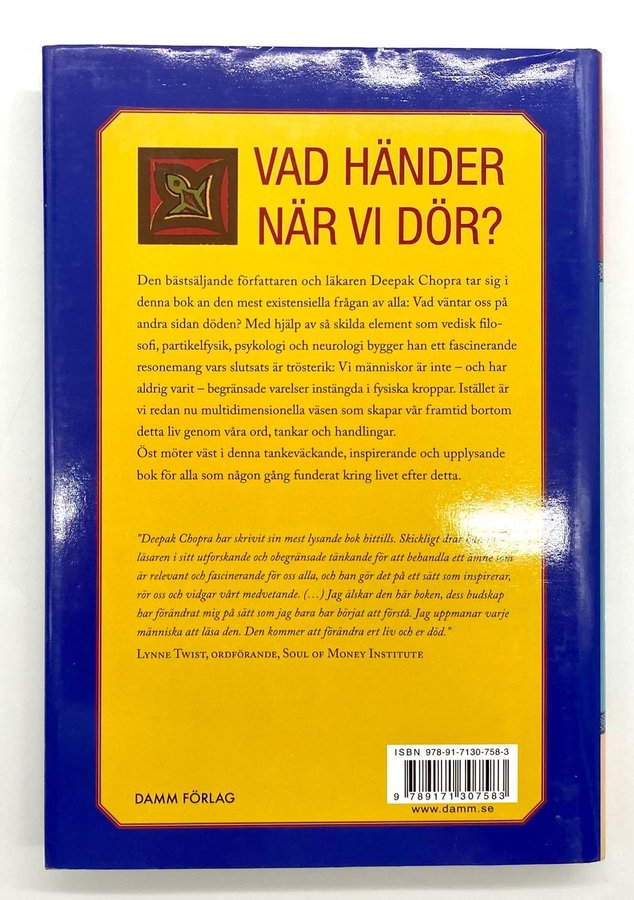 VAD HÄNDER
NÄR VI DÖR?
Den bästsäljande författaren och läkaren Deepak Chopra tar sig i
denna bok an den mest existensiella frågan av alla: Vad väntar oss på
andra sidan döden? Med hjälp av så skilda element som vedisk filo-
sofi, partikelfysik, psykologi och neurologi bygger han ett fascinerande
resonemang vars slutsats är trösterik: Vi människor är inte – och har
aldrig varit – begränsade varelser instängda i fysiska kroppar. Istället är
vi redan nu multidimensionella väsen som skapar vår framtid bortom
detta liv genom våra ord, tankar och handlingar.
Öst möter väst i denna tankeväckande, inspirerande och upplysande
bok för alla som någon gång funderat kring livet efter detta.
"Deepak Chopra har skrivit sin mest lysande bok hittills. Skickligt drar
läsaren i sitt utforskande och obegränsade tänkande för att behandla ett ämne som
är relevant och fascinerande för oss alla, och han gör det på ett sätt som inspirerar,
rör oss och vidgar vårt medvetande. (…) Jag älskar den här boken, dess budskap
har förändrat mig på sätt som jag bara har börjat att förstå. Jag uppmanar varje
människa att läsa den. Den kommer att förändra ert liv och er död."
LYNNE TWIST, ORDFÖRANDE, SOUL OF MONEY INSTITUTE
ISBN 978-91-7130-758-3
9 789171 307583
www.damm.se
DAMM FÖRLAG